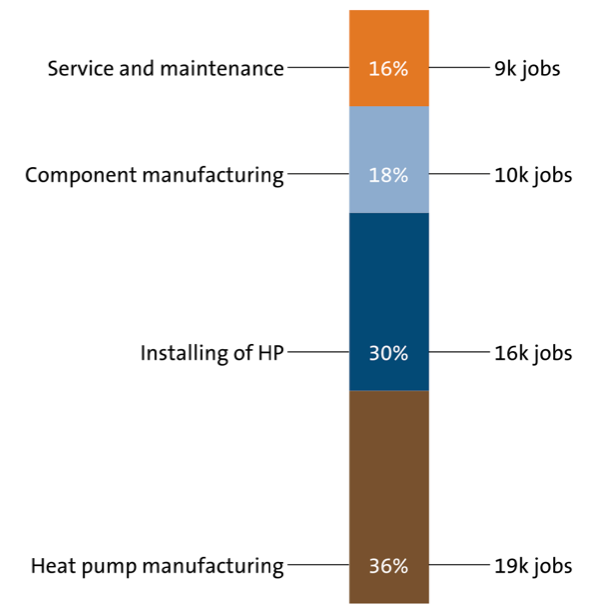 Service and maintenance 16% 9k jobs
Component manufacturing 18% 10k jobs
Installing of HP 30% 16k jobs
Heat pump manufacturing 36% 19k jobs